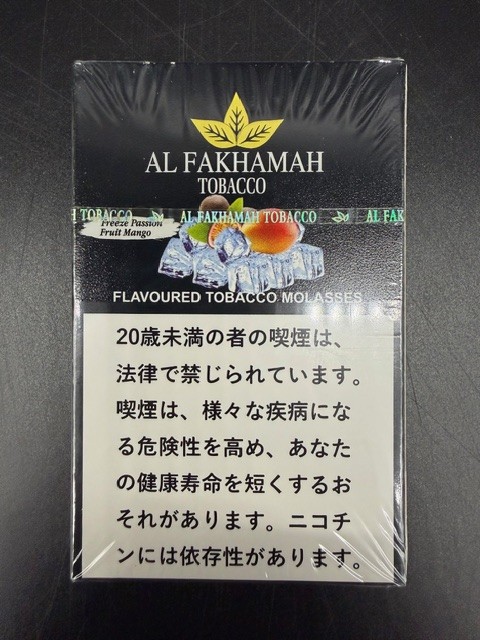 AL FAKHAMAH
TOBACCO
H TOBACCO AL FAKHAMAH TOBACCO AL FAK
Freeze Passion
Fruit Mango
FLAVOURED TOBACCO MOLASSES
20歳未満の者の喫煙は、
法律で禁じられています。
喫煙は、様々な疾病にな
る危険性を高め、あなた
の健康寿命を短くするお
それがあります。ニコチ
ンには依存性があります。